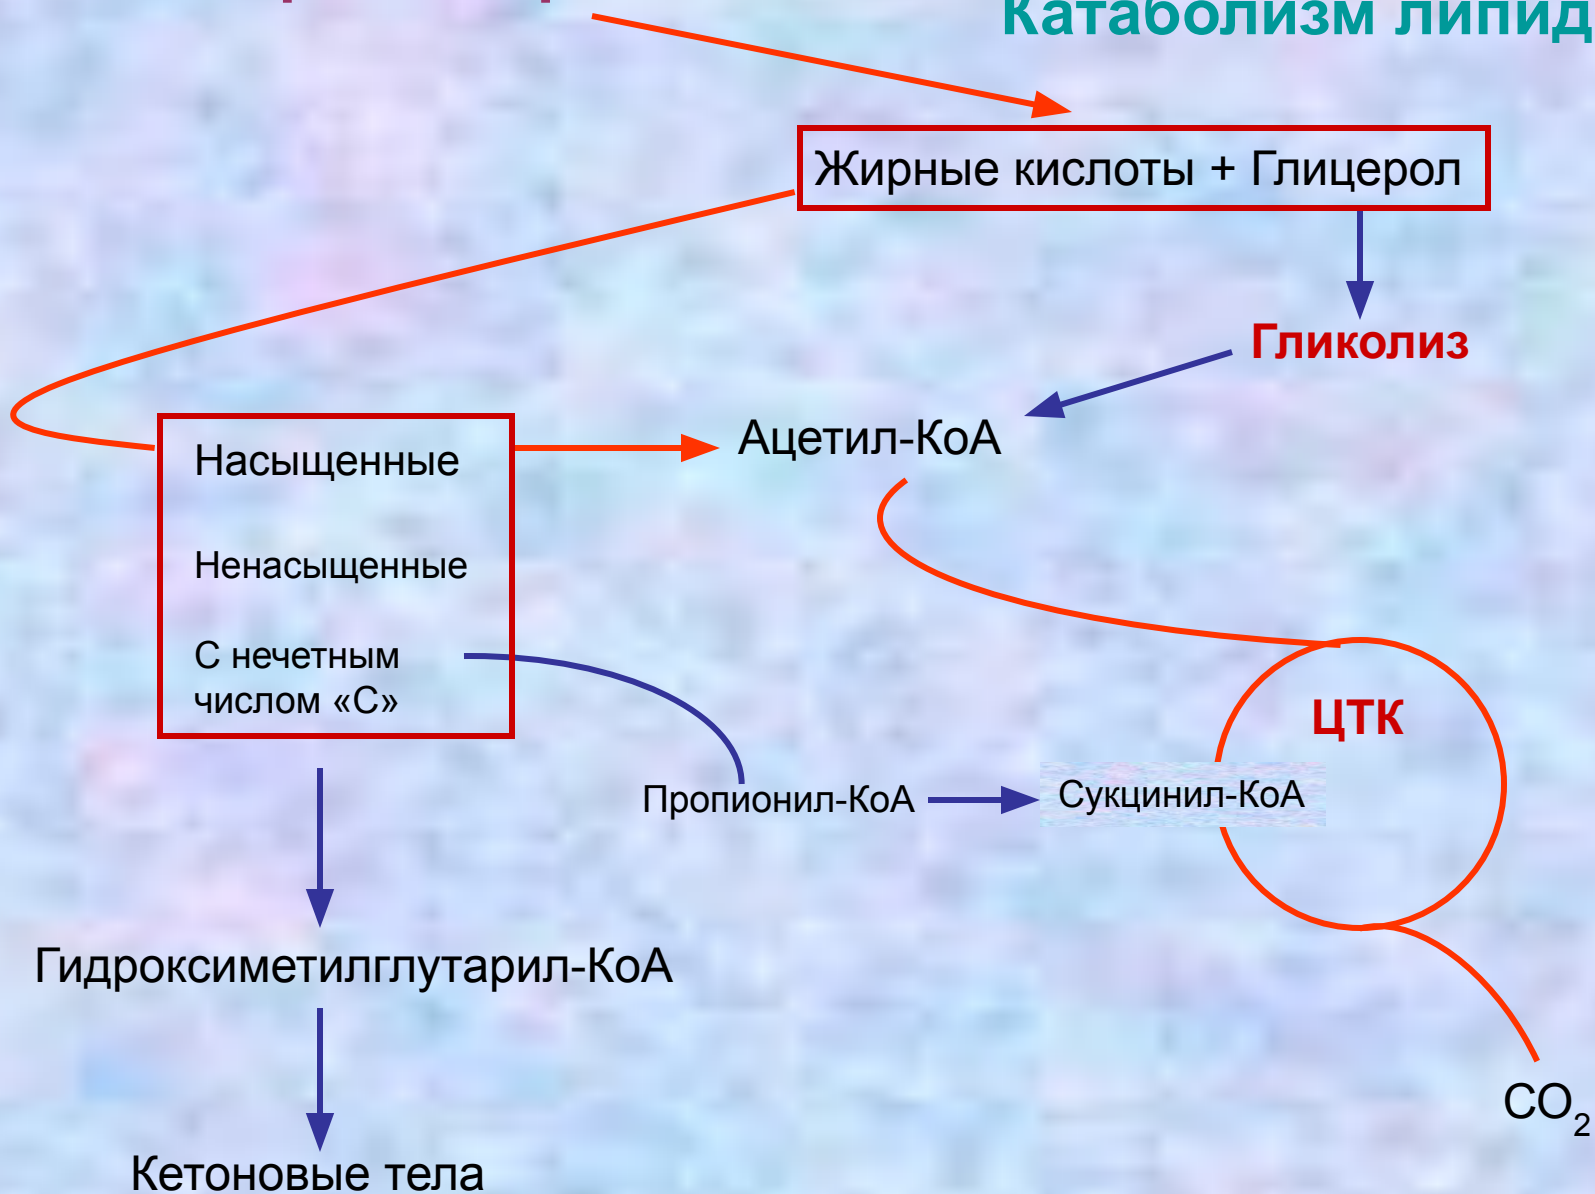 Катаболизм липид
Жирные кислоты + Глицерол
Гликолиз
Ацетил-КоА
Насыщенные
Ненасыщенные
С нечетным
числом «С»
ЦТК
Пропионил-КоА
Сукцинил-КоА
Гидроксиметилглутарил-КоА
CO₂
Кетоновые тела